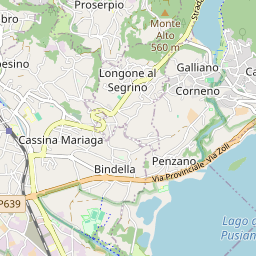 Proserpio
Monte
Alto
560 m
Longone al
Segrino
Galliano
Corneno
Cassina Mariaga
Bindella
Penzano
Via Provinciale
Via Zoli
P639
Lago d
Pusian